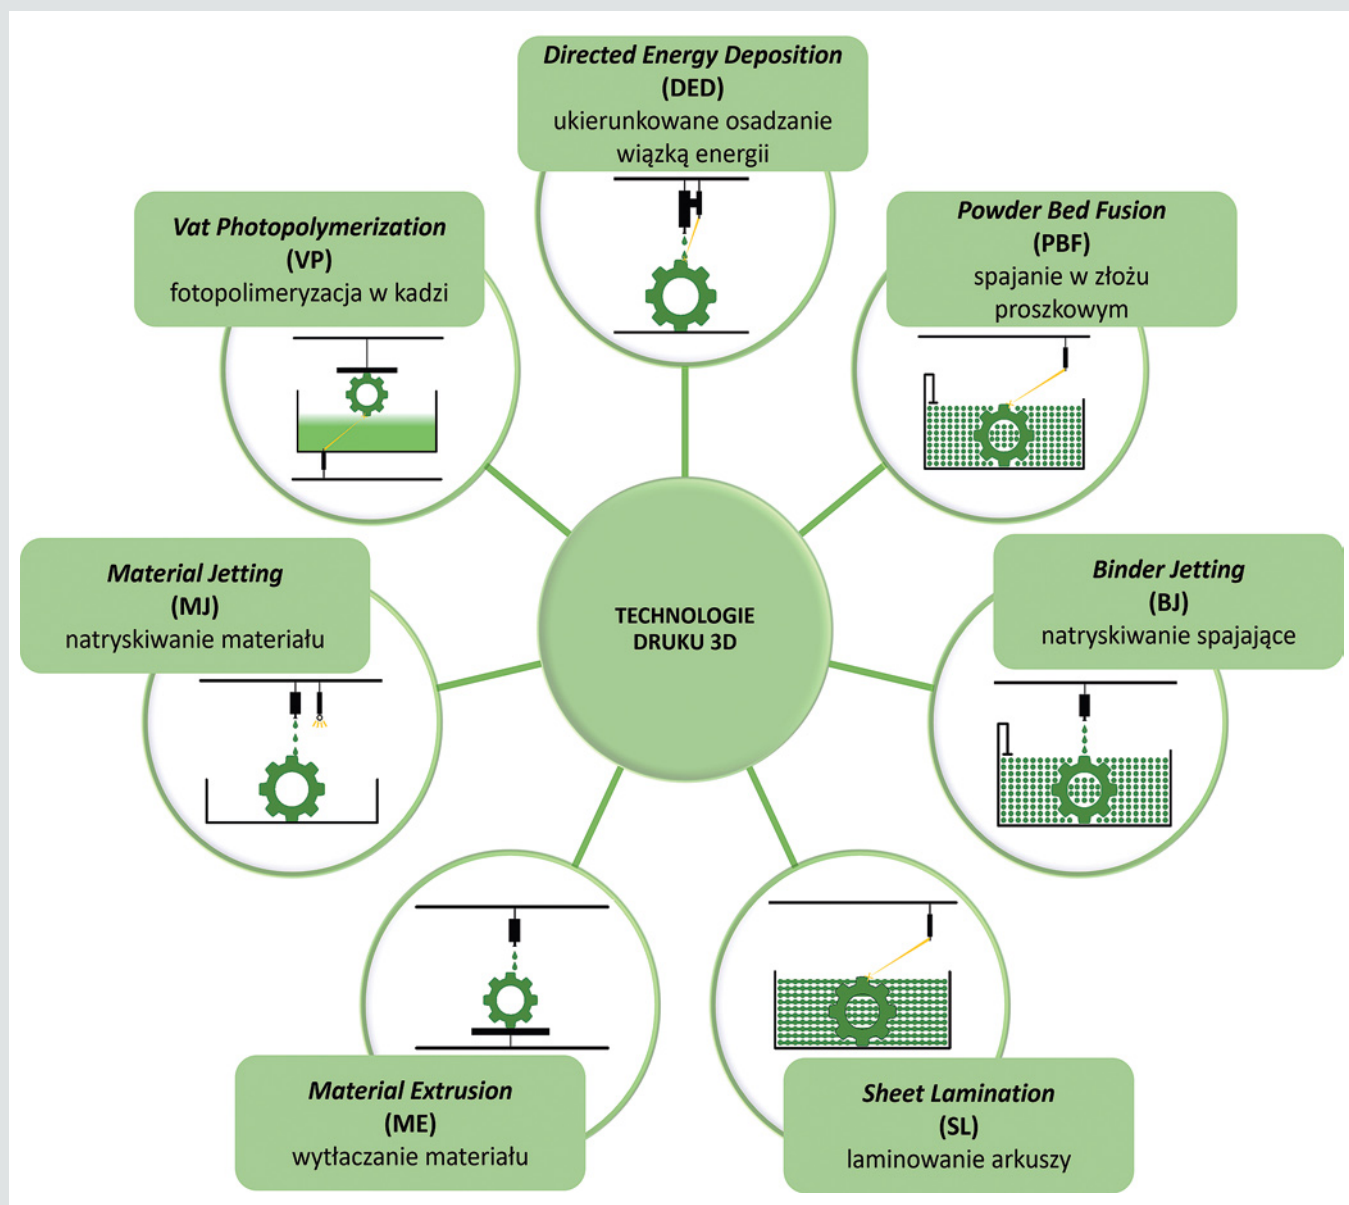 Directed Energy Deposition
(DED)
ukierunkowane osadzanie
wiązką energii
Vat Photopolymerization
(VP)
fotopolimeryzacja w kadzi
Powder Bed Fusion
(PBF)
spajanie w złożu
proszkowym
Material Jetting
(MJ)
natryskiwanie materiału
TECHNOLOGIE
DRUKU 3D
Binder Jetting
(BJ)
natryskiwanie spajające
Material Extrusion
(ME)
wytłaczanie materiału
Sheet Lamination
(SL)
laminowanie arkuszy